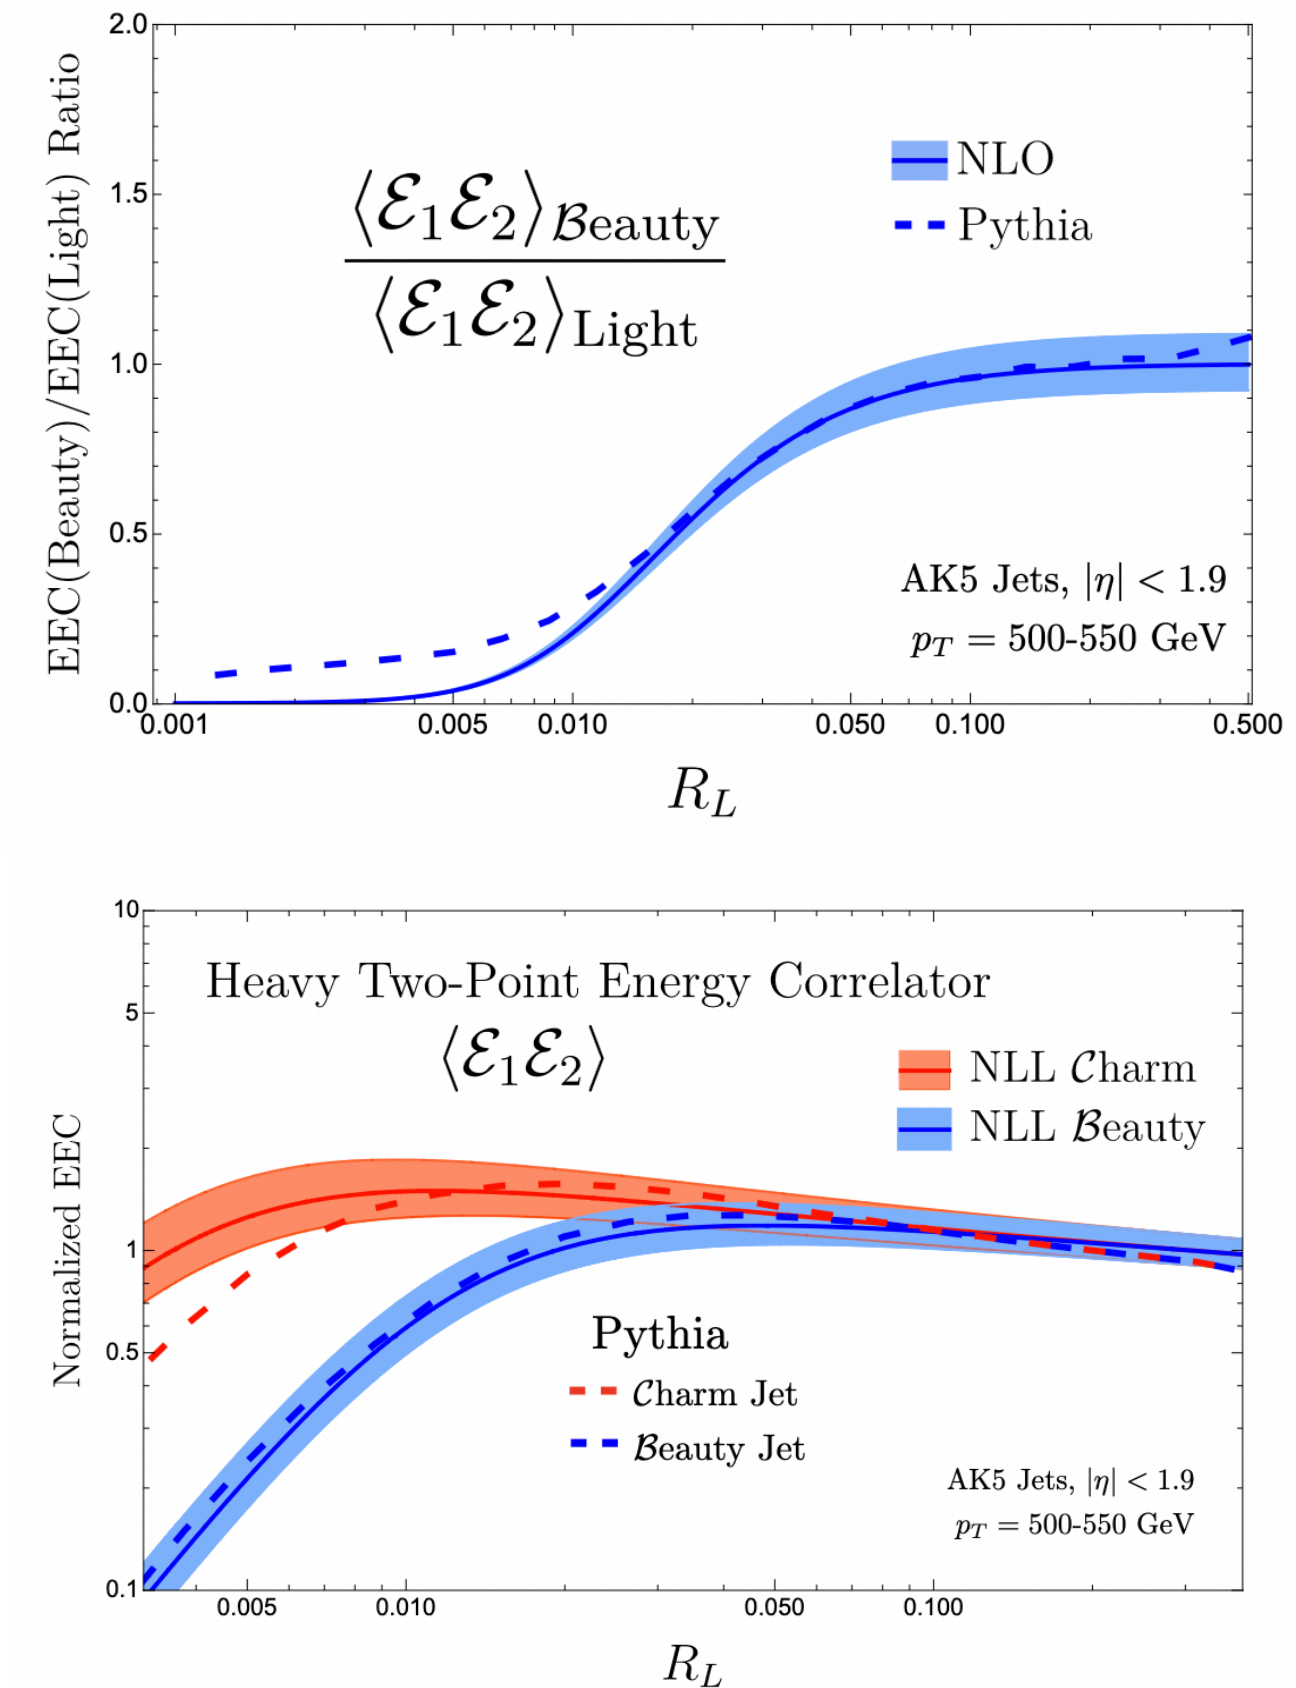 EEC(Beauty)/EEC(Light) Ratio
2.0
1.5
1.0
0.5
0.0
⟨ℰ₁ℰ₂⟩ℬeauty
⟨ℰ₁ℰ₂⟩Light
NLO
Pythia
AK5 Jets, |η| < 1.9
p_T = 500-550 GeV
0.001 0.005 0.010 0.050 0.100 0.500
R_L
Normalized EEC
10
5
1
0.5
0.1
Heavy Two-Point Energy Correlator
⟨ℰ₁ℰ₂⟩
NLL 𝒞harm
NLL ℬeauty
Pythia
𝒞harm Jet
ℬeauty Jet
AK5 Jets, |η| < 1.9
p_T = 500-550 GeV
0.005 0.010 0.050 0.100
R_L